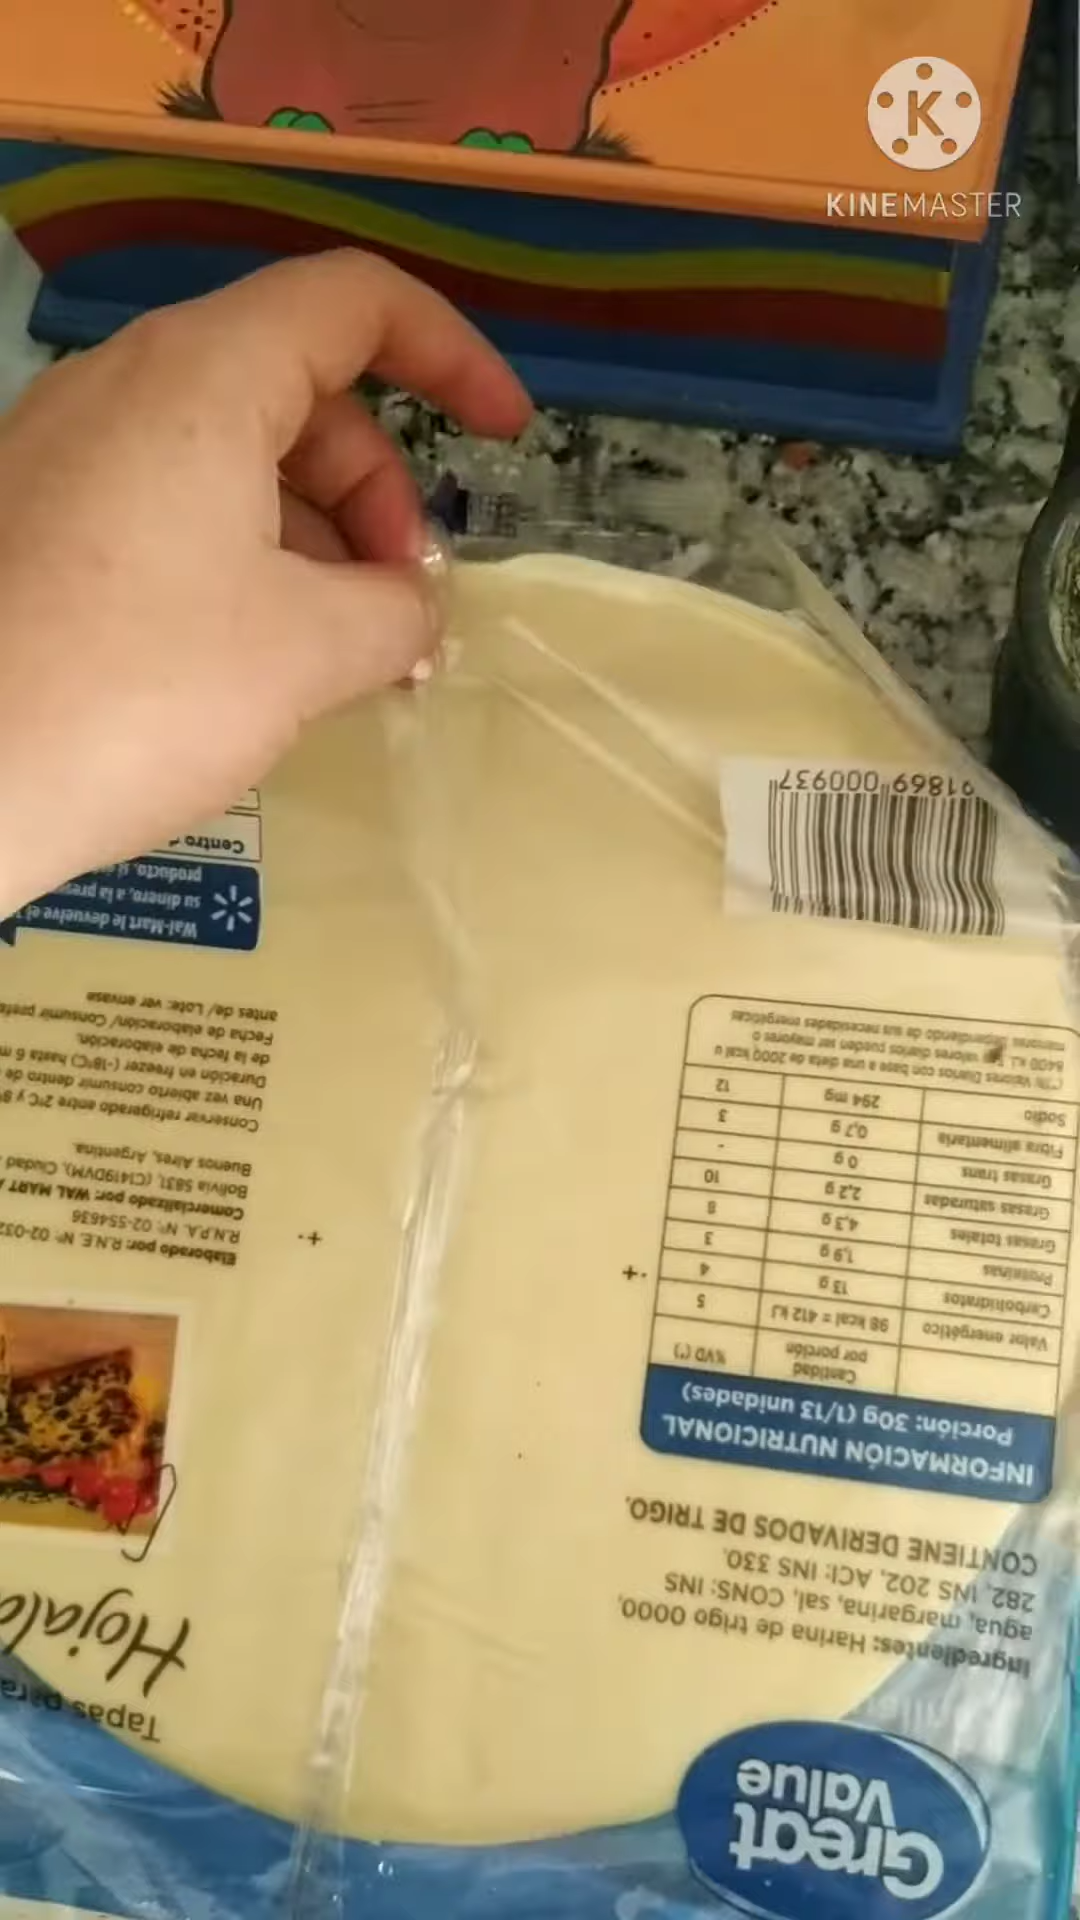 KINEMASTER
Great
Value
Ingredientes: Harina de trigo 0000,
agua, margarina, sal, CONS: INS
282, INS 202, ACI: INS 330.
CONTIENE DERIVADOS DE TRIGO.
INFORMACIÓN NUTRICIONAL
Porción: 30g (1/13 unidades)
Cantidad
por porción %VD (*)
Valor energético 98 kcal = 412 kJ 5
Carbohidratos 13 g 4
Proteínas 1,9 g 3
Grasas totales 4,3 g 8
Grasas saturadas 2,2 g 10
Grasas trans 0 g -
Fibra alimentaria 0,7 g 3
Sodio 294 mg 12
(*)% Valores Diarios con base a una dieta de 2000 kcal u
8400 kJ. valores diarios pueden ser mayores o
menores dependiendo de sus necesidades energéticas
91869 000937
Tapas para
Hojald
Elaborado por: R.N.E. Nº: 02-032
R.N.P.A. Nº: 02-554636
Comercializado por: WAL MART
Bolivia 5831, (C1419DVM), Ciudad
Buenos Aires, Argentina.
Conservar refrigerado entre 2ºC y 8º
Una vez abierto consumir dentro de
Duración en freezer (-18ºC) hasta 6 m
de la fecha de elaboración.
Fecha de elaboración/ Consumir prefe
antes de/ Lote: ver envase
Wal-Mart le devuelve el
su dinero, a la prese
producto, si
Centro